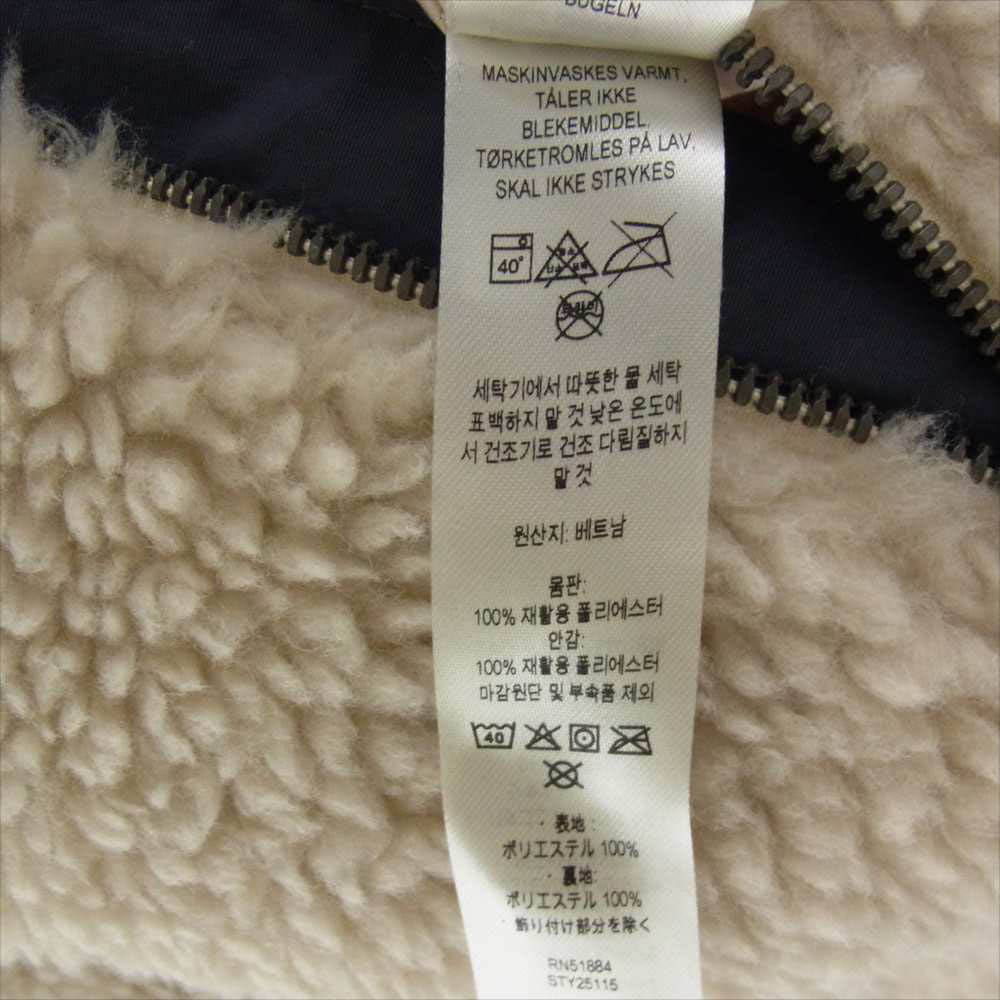 BÜGELN
MASKINVASKES VARMT.
TÅLER IKKE
BLEKEMIDDEL.
TØRKETROMLES PÅ LAV.
SKAL IKKE STRYKES
40°
세탁기에서 따뜻한 물 세탁
표백하지 말 것 낮은 온도에
서 건조기로 건조 다림질하지
말 것
원산지: 베트남
몸판:
100% 재활용 폴리에스터
안감:
100% 재활용 폴리에스터
마감원단 및 부속품 제외
40
・表地:
ポリエステル 100%
・裏地:
ポリエステル 100%
・飾り付け部分を除く
RN51884
STY25115